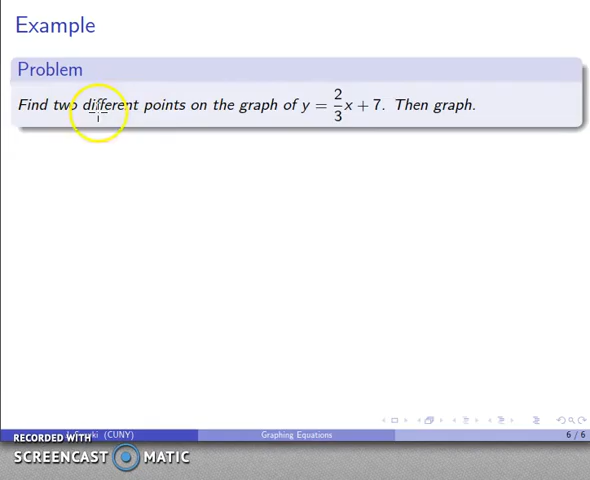 Example
Problem
Find two different points on the graph of y = 2/3 x + 7. Then graph.
(CUNY) Graphing Equations 6 / 6
RECORDED WITH
SCREENCAST MATIC